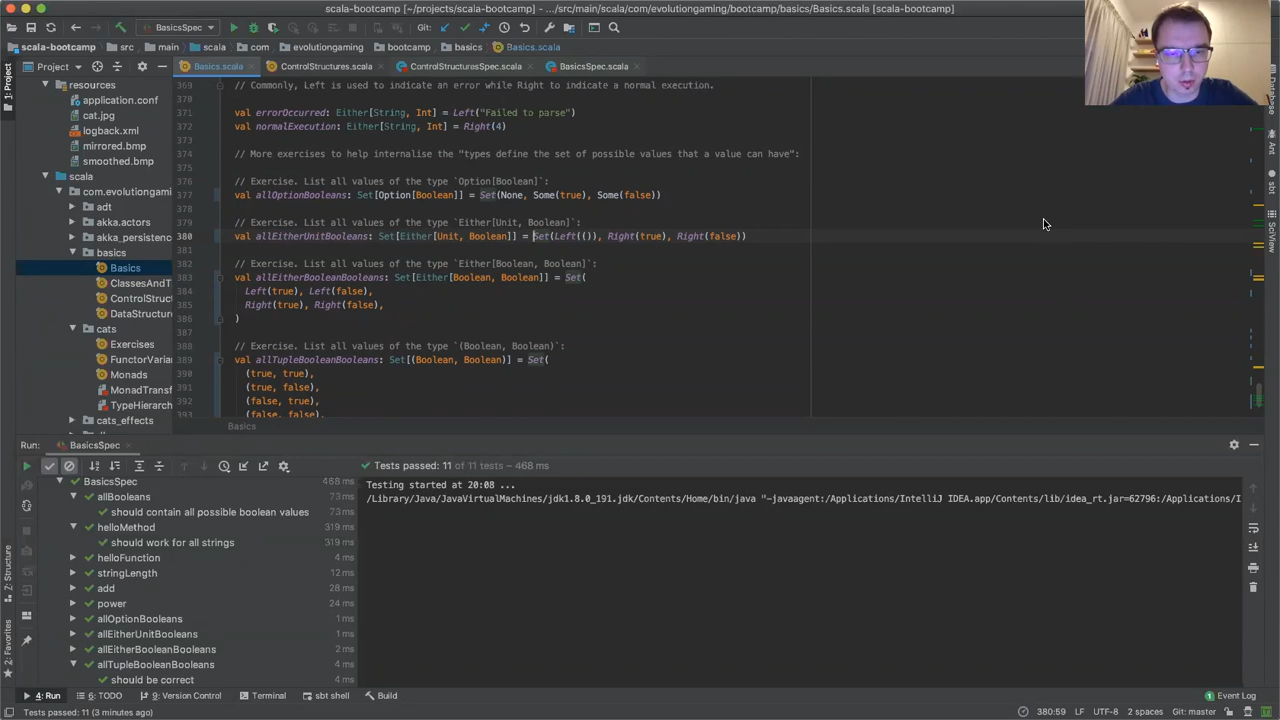 scala-bootcamp [~/projects/scala-bootcamp] - .../src/main/scala/com/evolutiongaming/bootcamp/basics/Basics.scala [scala-bootcamp]
BasicsSpec
Git:
scala-bootcamp
src
main
scala
com
evolutiongaming
bootcamp
basics
Basics.scala
1: Project
Project
Basics.scala
ControlStructures.scala
ControlStructuresSpec.scala
BasicsSpec.scala
resources
application.conf
cat.jpg
logback.xml
mirrored.bmp
smoothed.bmp
scala
com.evolutiongami
adt
akka.actors
akka_persistenc
basics
Basics
ClassesAndT
ControlStruc
DataStructure
cats
Exercises
FunctorVarian
Monads
MonadTransf
TypeHierarch
cats_effects
369 // Commonly, Left is used to indicate an error while Right to indicate a normal execution.
370
371 val errorOccurred: Either[String, Int] = Left("Failed to parse")
372 val normalExecution: Either[String, Int] = Right(4)
373
374 // More exercises to help internalise the "types define the set of possible values that a value can have":
375
376 // Exercise. List all values of the type `Option[Boolean]`:
377 val allOptionBooleans: Set[Option[Boolean]] = Set(None, Some(true), Some(false))
378
379 // Exercise. List all values of the type `Either[Unit, Boolean]`:
380 val allEitherUnitBooleans: Set[Either[Unit, Boolean]] = Set(Left(()), Right(true), Right(false))
381
382 // Exercise. List all values of the type `Either[Boolean, Boolean]`:
383 val allEitherBooleanBooleans: Set[Either[Boolean, Boolean]] = Set(
384 Left(true), Left(false),
385 Right(true), Right(false),
386 )
387
388 // Exercise. List all values of the type `(Boolean, Boolean)`:
389 val allTupleBooleanBooleans: Set[(Boolean, Boolean)] = Set(
390 (true, true),
391 (true, false),
392 (false, true),
393 (false, false),
Basics
Database
Ant
sbt
SciView
Run:
BasicsSpec
Tests passed: 11 of 11 tests – 468 ms
BasicsSpec 468 ms
allBooleans 73 ms
should contain all possible boolean values 73 ms
helloMethod 319 ms
should work for all strings 319 ms
helloFunction 4 ms
stringLength 12 ms
add 28 ms
power 24 ms
allOptionBooleans 1 ms
allEitherUnitBooleans 1 ms
allEitherBooleanBooleans 2 ms
allTupleBooleanBooleans 4 ms
should be correct 4 ms
Testing started at 20:08 ...
/Library/Java/JavaVirtualMachines/jdk1.8.0_191.jdk/Contents/Home/bin/java "-javaagent:/Applications/IntelliJ IDEA.app/Contents/lib/idea_rt.jar=62796:/Applications/I
Z: Structure
2: Favorites
4: Run
6: TODO
9: Version Control
Terminal
sbt shell
Build
Event Log
Tests passed: 11 (3 minutes ago)
380:59
LF
UTF-8
2 spaces
Git: master